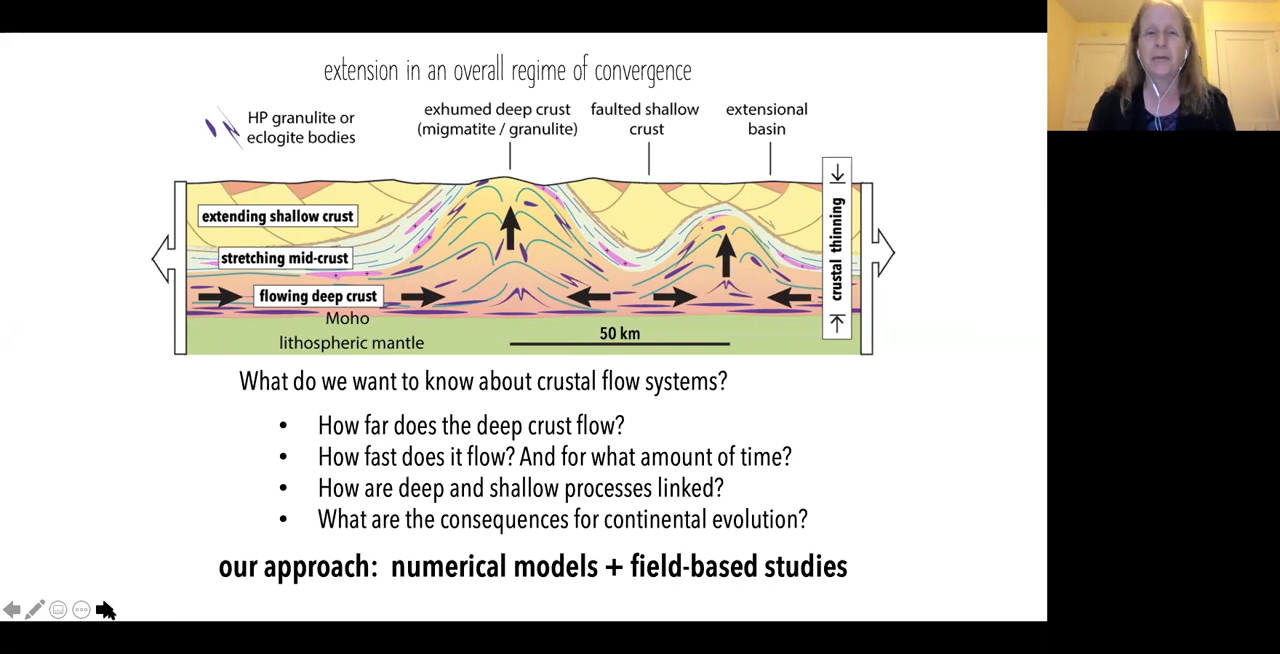 extension in an overall regime of convergence
HP granulite or
eclogite bodies
exhumed deep crust
(migmatite / granulite)
faulted shallow
crust
extensional
basin
extending shallow crust
stretching mid-crust
flowing deep crust
crustal thinning
Moho
lithospheric mantle
50 km
What do we want to know about crustal flow systems?
• How far does the deep crust flow?
• How fast does it flow? And for what amount of time?
• How are deep and shallow processes linked?
• What are the consequences for continental evolution?
our approach: numerical models + field-based studies